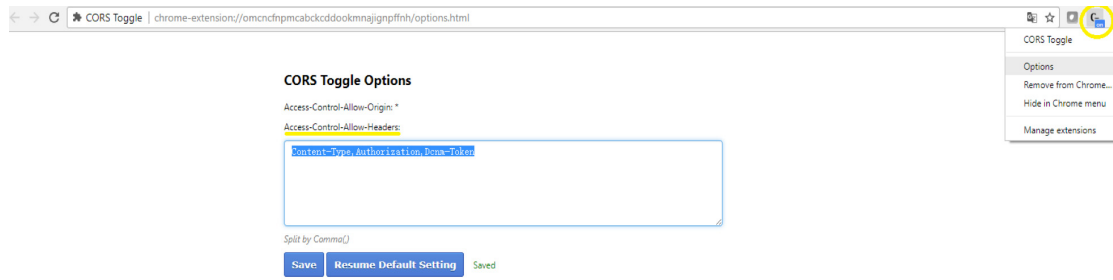 CORS Toggle | chrome-extension://omcncfnpmcabckcddookmnajignpffnh/options.html
CORS Toggle
Options
Remove from Chrome...
Hide in Chrome menu
Manage extensions
CORS Toggle Options
Access-Control-Allow-Origin: *
Access-Control-Allow-Headers:
Content-Type,Authorization,Dcnm-Token
Split by Comma(,)
Save Resume Default Setting Saved